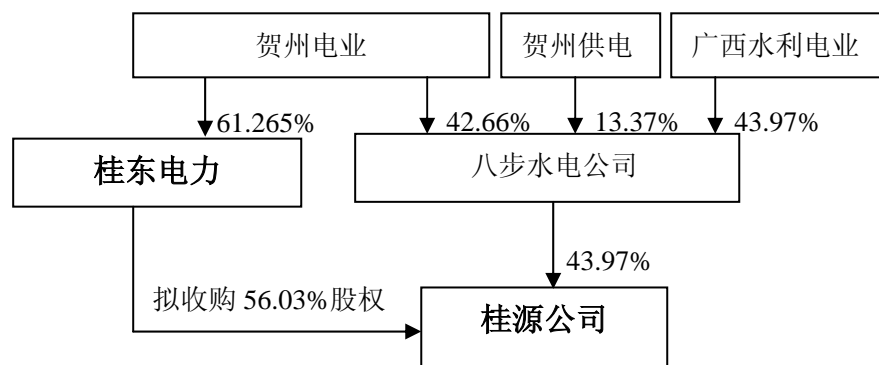 贺州电业
贺州供电
广西水利电业
61.265%
42.66%
13.37%
43.97%
桂东电力
八步水电公司
43.97%
拟收购 56.03%股权
桂源公司